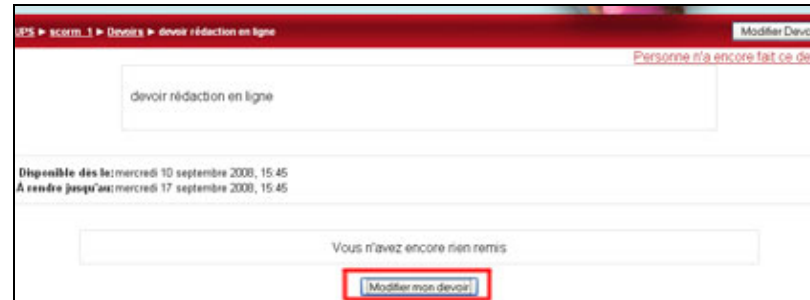 UPS ► scorm_1 ► Devoirs ► devoir rédaction en ligne
Modifier Devo
Personne n'a encore fait ce de
devoir rédaction en ligne
Disponible dès le: mercredi 10 septembre 2008, 15:45
À rendre jusqu'au: mercredi 17 septembre 2008, 15:45
Vous n'avez encore rien remis
Modifier mon devoir